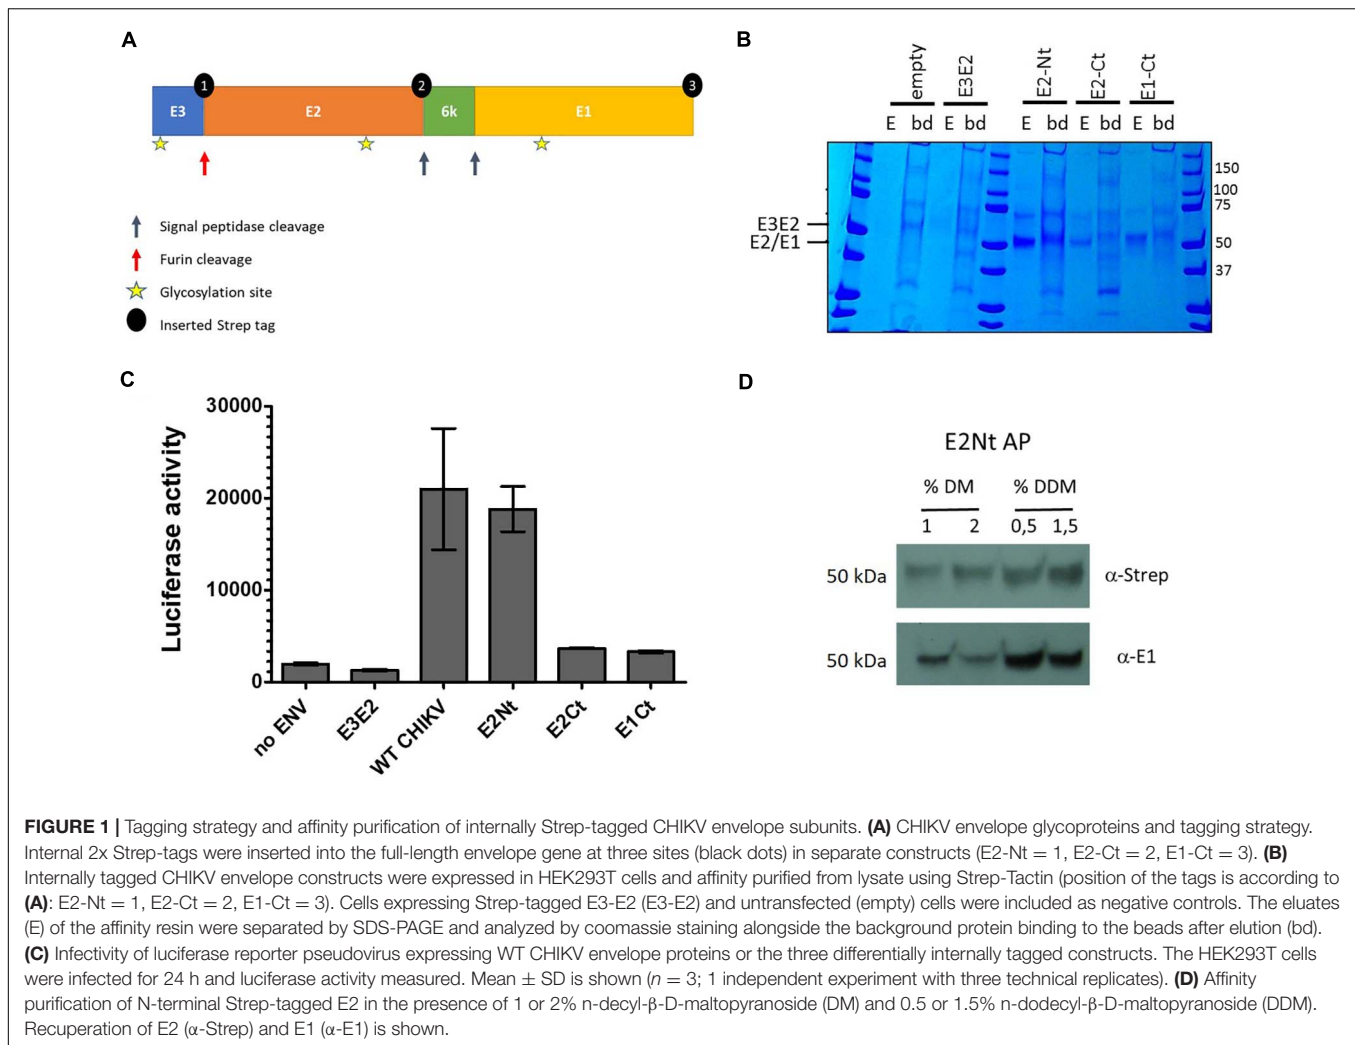 A
1
2
3
E3
E2
6k
E1
Signal peptidase cleavage
Furin cleavage
Glycosylation site
Inserted Strep tag
B
empty
E3E2
E2-Nt
E2-Ct
E1-Ct
E bd E bd E bd E bd E bd
E3E2
E2/E1
150
100
75
50
37
C
Luciferase activity
30000
20000
10000
0
no ENV
E3E2
WT CHIKV
E2Nt
E2Ct
E1Ct
D
E2Nt AP
% DM % DDM
1 2 0,5 1,5
50 kDa α-Strep
50 kDa α-E1
FIGURE 1 | Tagging strategy and affinity purification of internally Strep-tagged CHIKV envelope subunits. (A) CHIKV envelope glycoproteins and tagging strategy.
Internal 2x Strep-tags were inserted into the full-length envelope gene at three sites (black dots) in separate constructs (E2-Nt = 1, E2-Ct = 2, E1-Ct = 3). (B)
Internally tagged CHIKV envelope constructs were expressed in HEK293T cells and affinity purified from lysate using Strep-Tactin (position of the tags is according to
(A): E2-Nt = 1, E2-Ct = 2, E1-Ct = 3). Cells expressing Strep-tagged E3-E2 (E3-E2) and untransfected (empty) cells were included as negative controls. The eluates
(E) of the affinity resin were separated by SDS-PAGE and analyzed by coomassie staining alongside the background protein binding to the beads after elution (bd).
(C) Infectivity of luciferase reporter pseudovirus expressing WT CHIKV envelope proteins or the three differentially internally tagged constructs. The HEK293T cells
were infected for 24 h and luciferase activity measured. Mean ± SD is shown (n = 3; 1 independent experiment with three technical replicates). (D) Affinity
purification of N-terminal Strep-tagged E2 in the presence of 1 or 2% n-decyl-β-D-maltopyranoside (DM) and 0.5 or 1.5% n-dodecyl-β-D-maltopyranoside (DDM).
Recuperation of E2 (α-Strep) and E1 (α-E1) is shown.